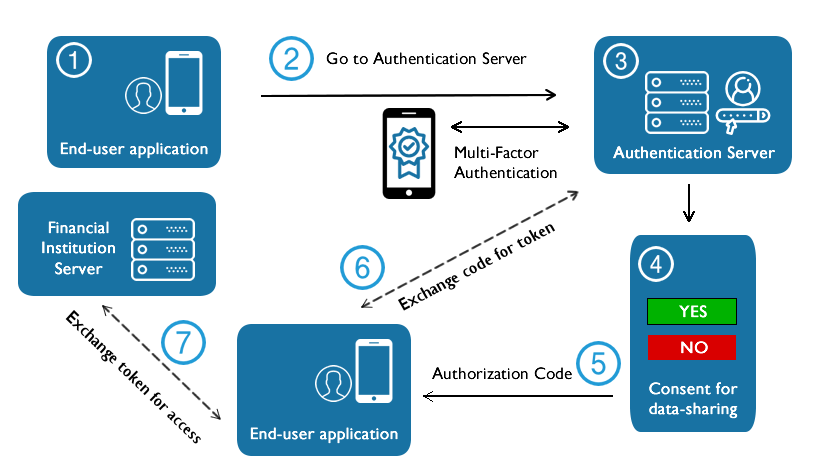 1
End-user application
2
Go to Authentication Server
3
Authentication Server
Multi-Factor
Authentication
4
YES
NO
Consent for
data-sharing
5
Authorization Code
End-user application
6
Exchange code for token
7
Exchange token for access
Financial
Institution
Server